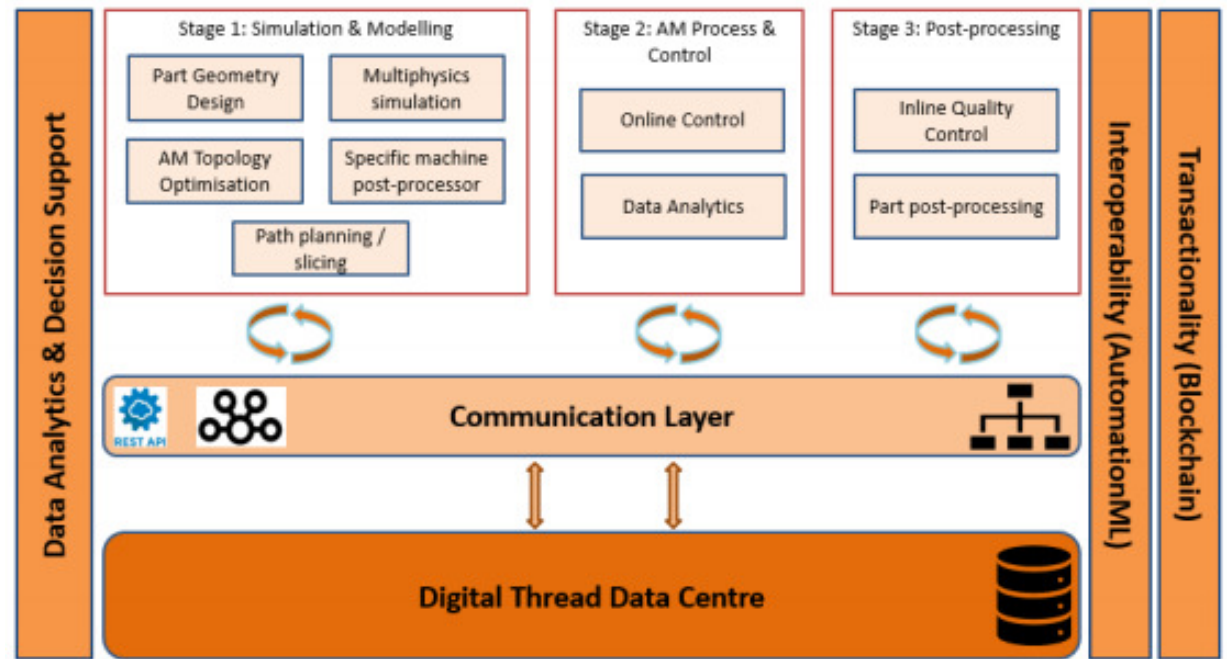 Data Analytics & Decision Support
Stage 1: Simulation & Modelling
Part Geometry
Design
Multiphysics
simulation
AM Topology
Optimisation
Specific machine
post-processor
Path planning /
slicing
Stage 2: AM Process &
Control
Online Control
Data Analytics
Stage 3: Post-processing
Inline Quality
Control
Part post-processing
REST API
Communication Layer
Digital Thread Data Centre
Interoperability (AutomationML)
Transactionality (Blockchain)